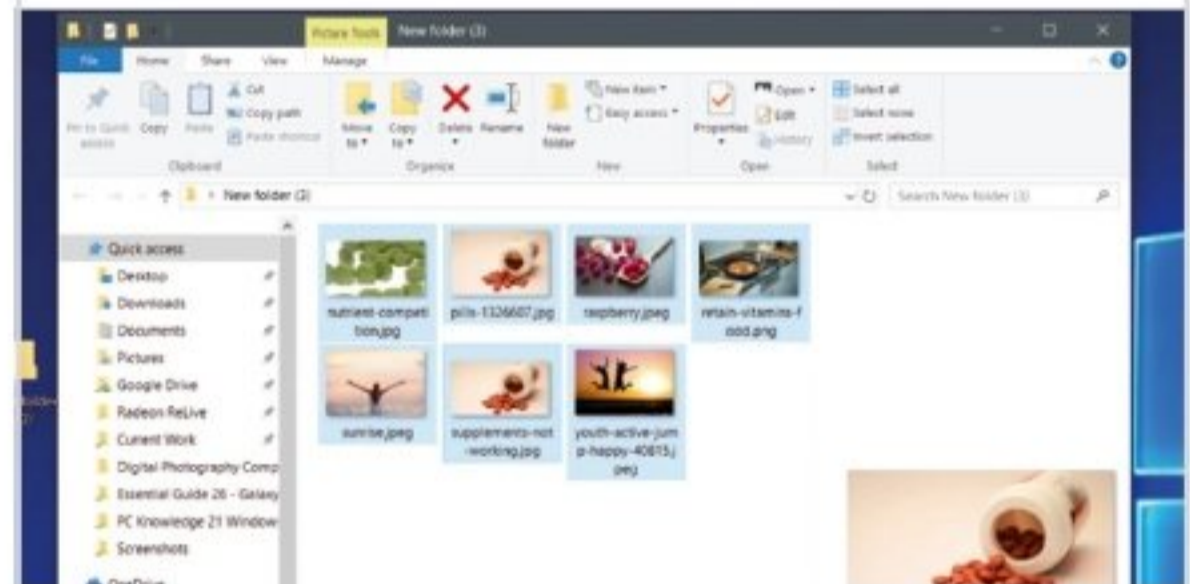 Picture Tools New folder (3)
File Home Share View Manage
Pin to Quick access
Copy
Paste
Cut
Copy path
Paste shortcut
Move to
Copy to
Delete
Rename
New folder
New item
Easy access
Properties
Open
Edit
History
Select all
Select none
Invert selection
Clipboard Organize New Open Select
New folder (3)
Search New folder (3)
Quick access
Desktop
Downloads
Documents
Pictures
Google Drive
Radeon ReLive
Current Work
Digital Photography Comp
Essential Guide 26 - Galaxy
PC Knowledge 21 Window
Screenshots
OneDrive
nutrient-competi
tion.jpg
pills-1326607.jpg
raspberry.jpeg
retain-vitamins-f
ood.png
sunrise.jpeg
supplements-not
-working.jpg
youth-active-jum
p-happy-40815.j
peg